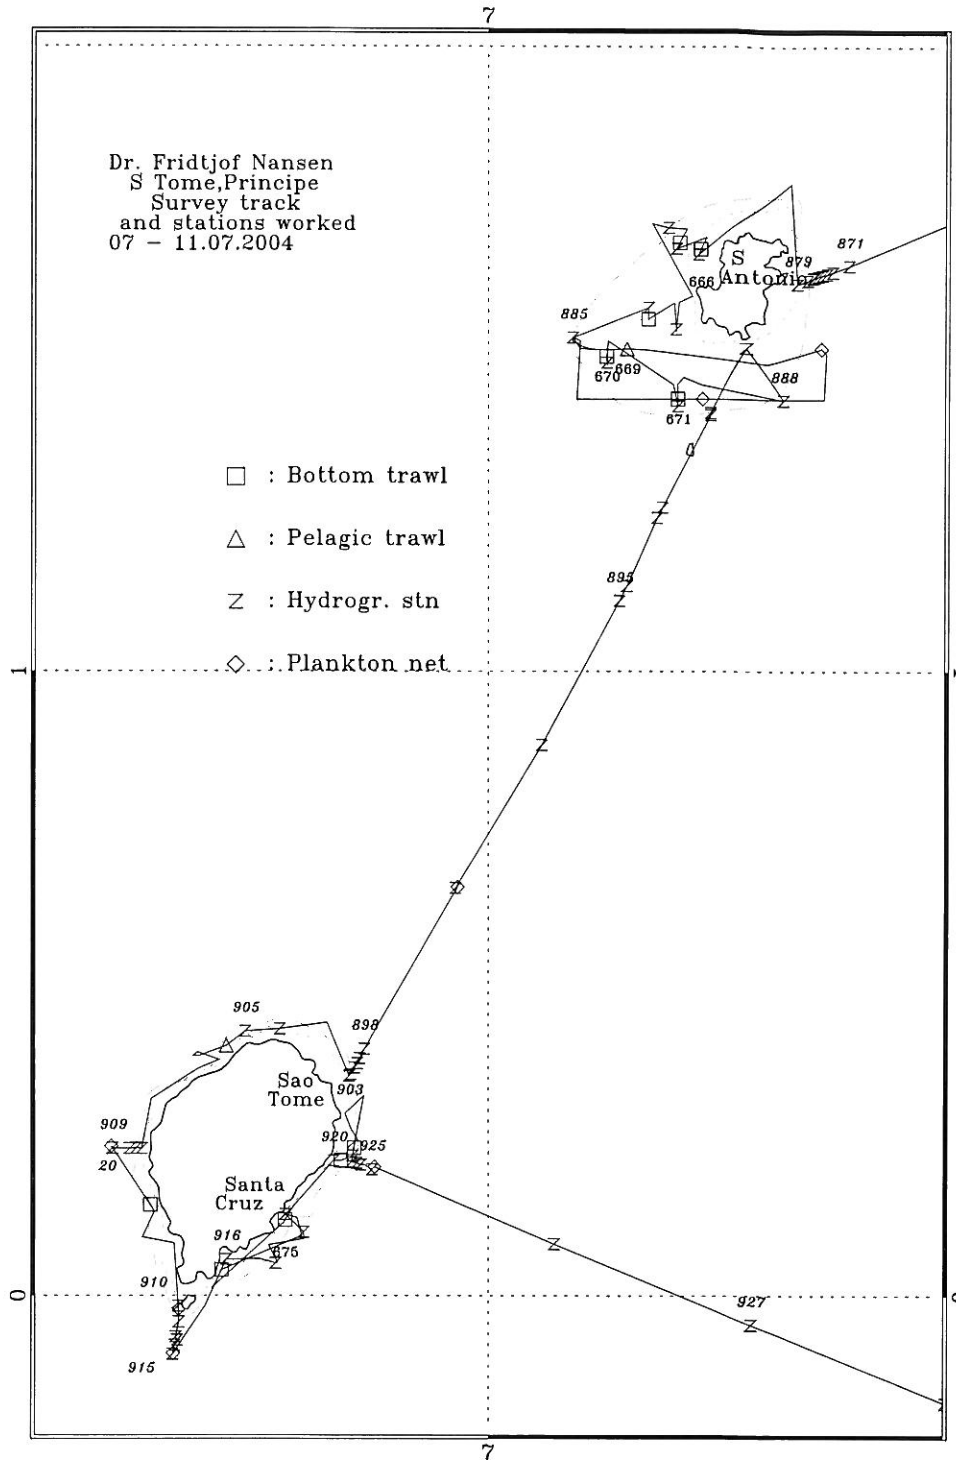 7
Dr. Fridtjof Nansen
S Tome,Principe
Survey track
and stations worked
07 - 11.07.2004
871
879
S
Antonio
666
885
669
670
888
671
: Bottom trawl
: Pelagic trawl
895
: Hydrogr. stn
: Plankton net
1
905
898
Sao
Tome
903
909
920
925
20
Santa
Cruz
916
675
910
0
927
915
7